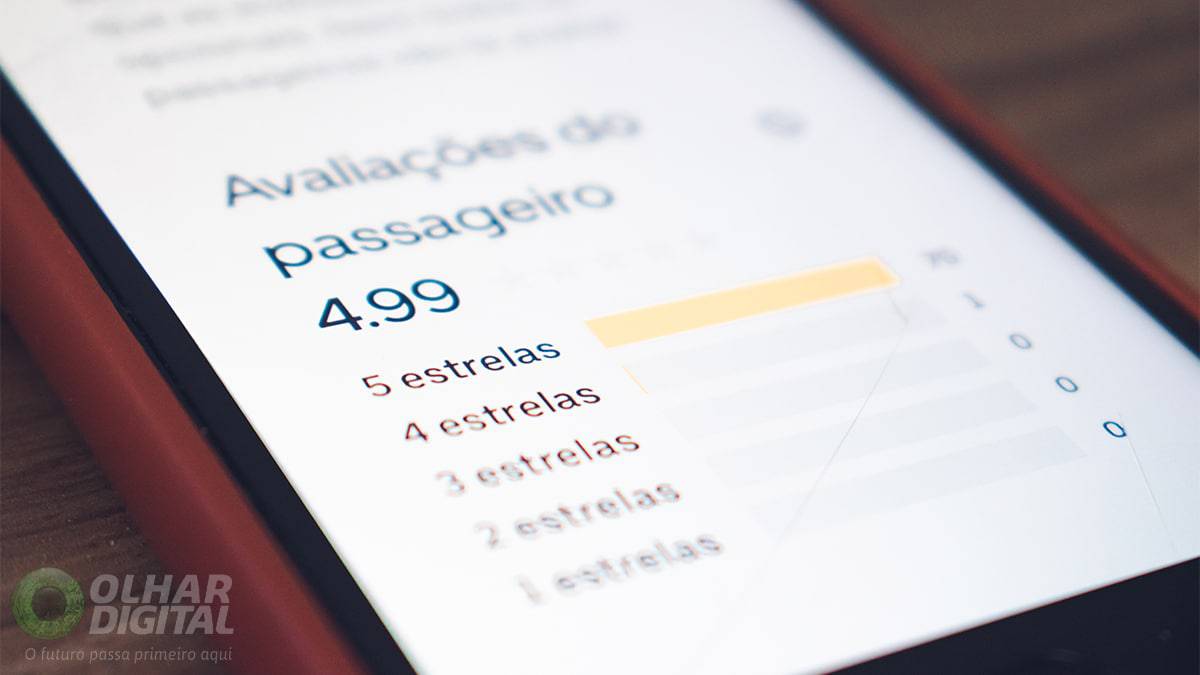 Avaliações do
passageiro
4.99
5 estrelas 70
4 estrelas 1
3 estrelas 0
2 estrelas 0
1 estrelas 0
OLHAR
DIGITAL
O futuro passa primeiro aqui